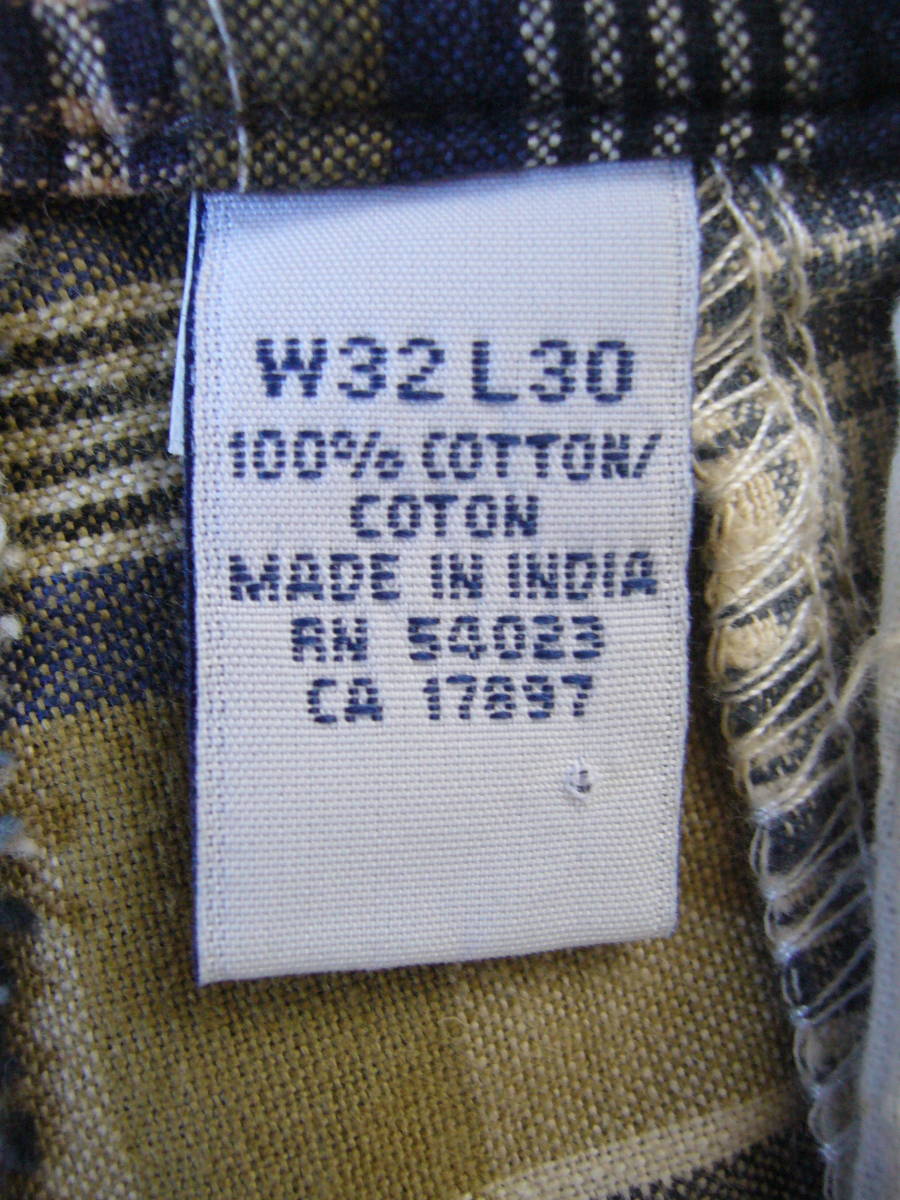 W32 L30
100% COTTON/
COTON
MADE IN INDIA
RN 54023
CA 17897